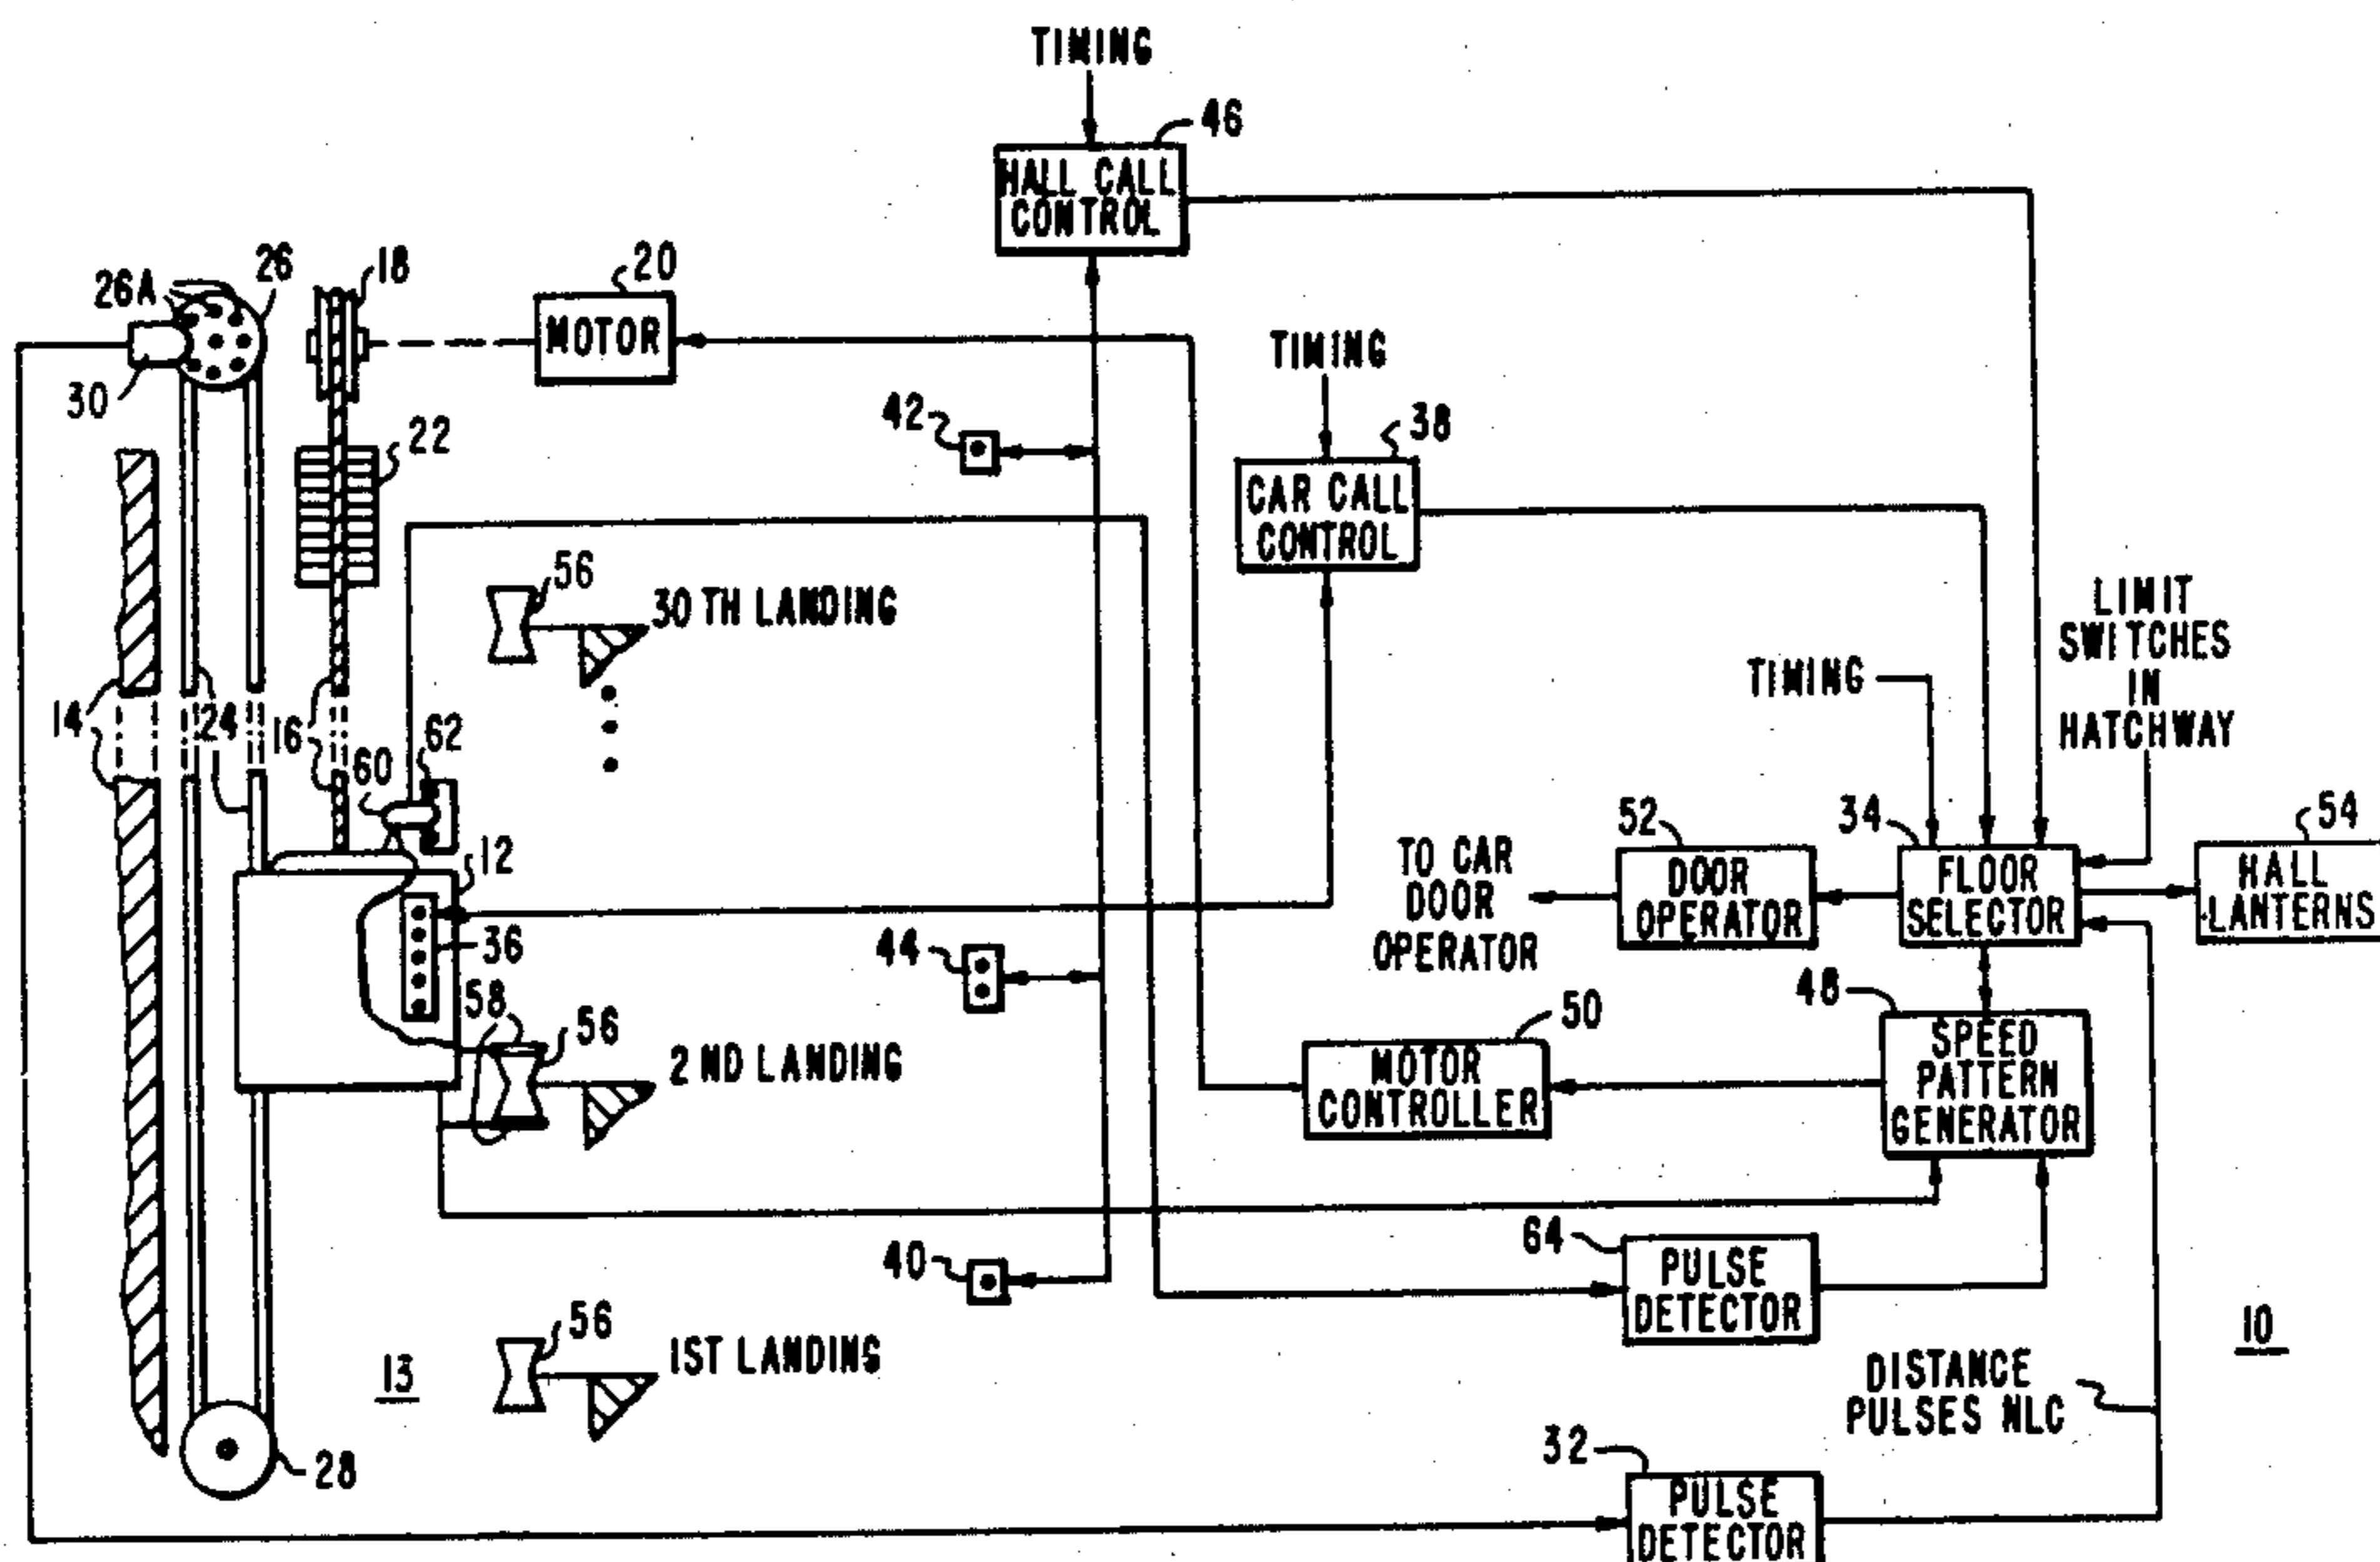 TIMING
46
HALL CALL
CONTROL
26A
26
18
20
MOTOR
30
TIMING
42
38
CAR CALL
CONTROL
22
56
30 TH LANDING
LIMIT
SWITCHES
IN
HATCHWAY
TIMING
14
24
16
62
60
12
52
34
54
TO CAR
DOOR
OPERATOR
DOOR
OPERATOR
FLOOR
SELECTOR
HALL
LANTERNS
36
44
58
56
2 ND LANDING
50
48
MOTOR
CONTROLLER
SPEED
PATTERN
GENERATOR
40
64
PULSE
DETECTOR
10
56
1ST LANDING
13
DISTANCE
PULSES NLC
28
32
PULSE
DETECTOR